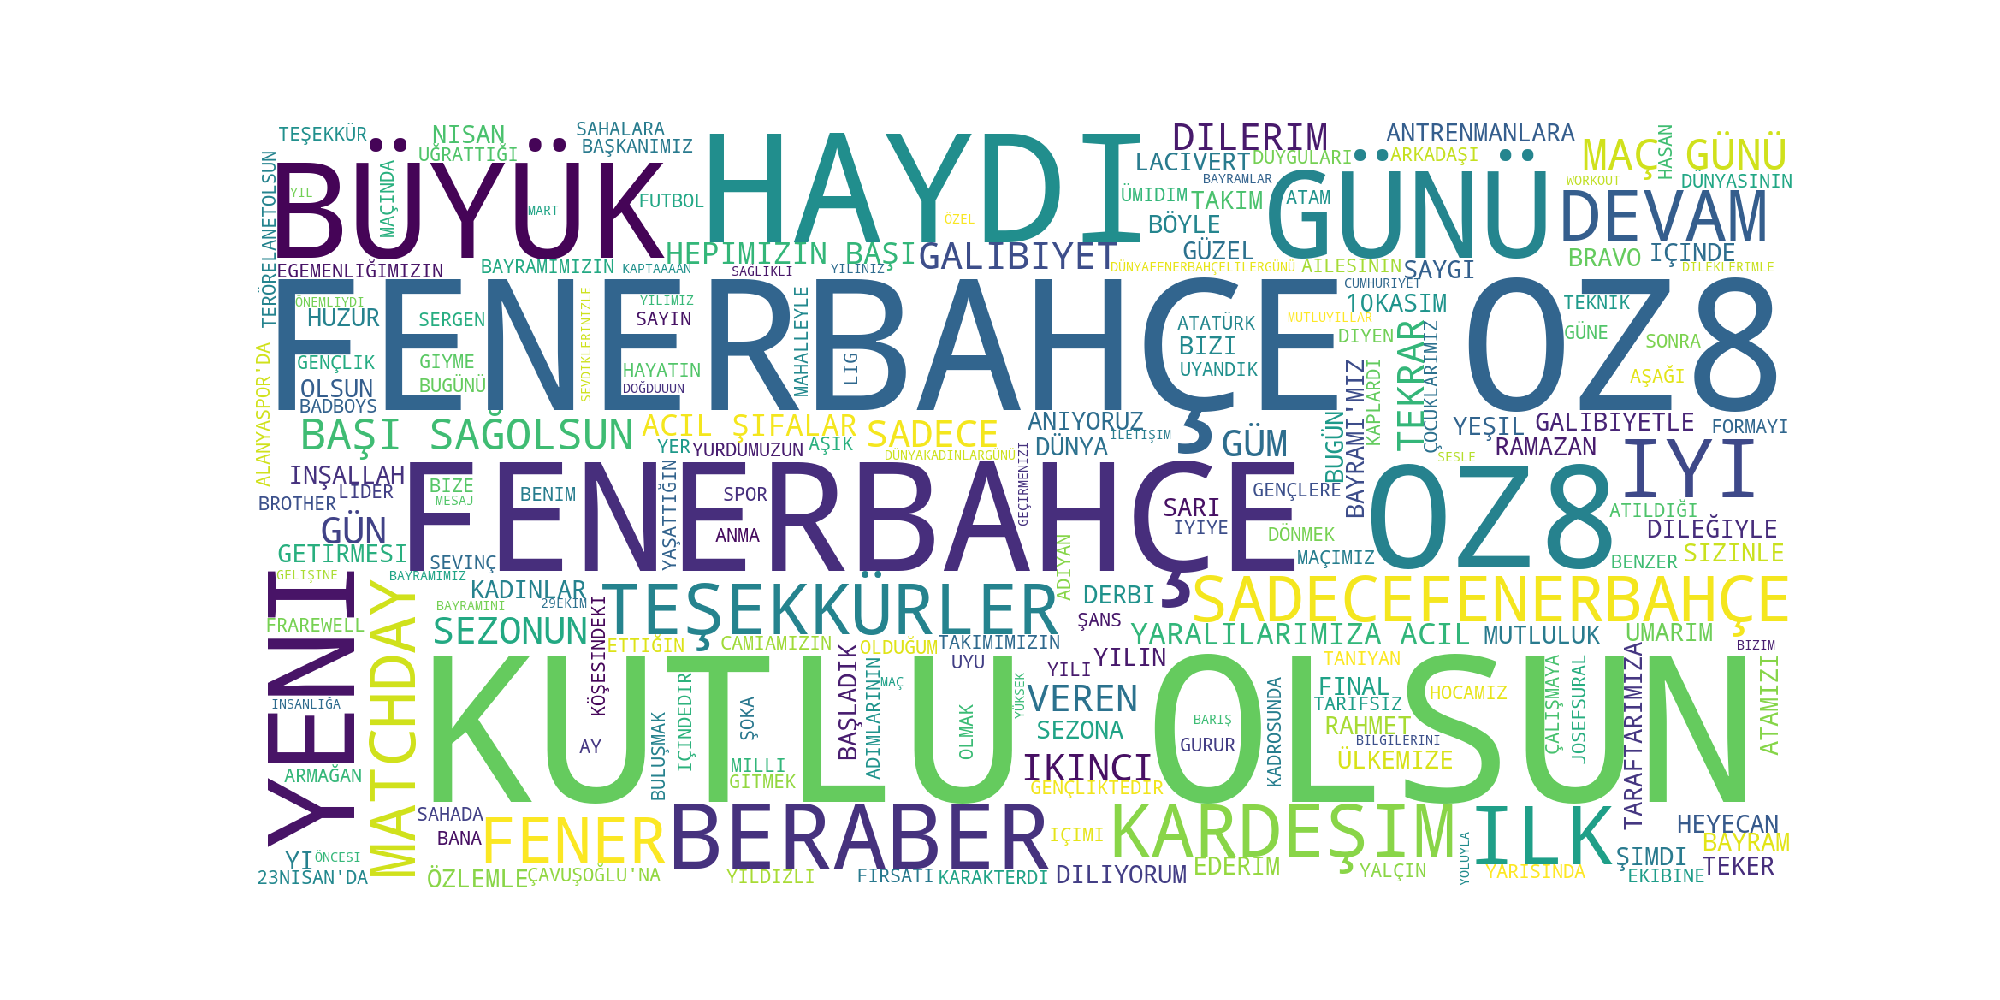 TEŞEKKÜR NISAN SAHALARA
UĞRATTIĞI BAŞKANIMIZ
BÜYÜK HAYDI DILERIM ANTRENMANLARA
LACIVERT DUYGULARI ARKADAŞI MAÇ GÜNÜ HASAN
YIL MAÇINDA MART FUTBOL ÖZEL ÜMIDIM TAKIM BAYRAMLAR ATAM GÜNÜ WORKOUT DÜNYASININ
BÖYLE DEVAM
HEPIMIZIN BAŞI GALIBIYET GÜZEL BRAVO IÇINDE
EGEMENLIĞIMIZIN BAYRAMIMIZIN KAPTAAAAN SAĞLIKLI YILINIZ DÜNYAFENERBAHÇELILERGÜNÜ AILESININ SAYGI DILEKLERIMLE
TERÖRELANETOLSUN
FENERBAHÇE OZ8
ÖNEMLIYDI YILIMIZ CUMHURIYET 10KASIM TEKNIK
HUZUR SERGEN SAYIN MAHALLEYLE ATATÜRK MUTLUYILLAR DIYEN GÜNE SONRA
GENÇLIK GIYME SEVDIKLERINIZLE HAYATIN LIG BIZI UYANDIK TEKRAR ÇOCUKLARIMIZ AŞAĞI
OLSUN BUGÜNÜ DOĞDUUUN KAPLARDI BAYRAMI'MIZ
BADBOYS
ALANYASPOR'DA
BAŞI SAĞOLSUN ACIL ŞIFALAR SADECE ANIYORUZ ILETIŞIM GÜM BUGÜN YEŞIL GALIBIYETLE FORMAYI
YER YURDUMUZUN AŞIK DÜNYAKADINLARGÜNÜ DÜNYA SESLE RAMAZAN
INŞALLAH FENERBAHÇE OZ8 IYI
BROTHER LIDER BIZE MESAJ BENIM YAŞATTIĞIN SPOR GEÇIRMENIZI SARI GENÇLERE ATILDIĞI
GÜN ANMA IYIYE DÖNMEK DILEĞIYLE
GETIRMESI SEVINÇ MAÇIMIZ BENZER SIZINLE
GELIŞINE BAYRAMIMIZ KADINLAR ADIYAN DERBI
YENI MATCHDAY BAYRAMINI 29EKIM KÖŞESINDEKI TEŞEKKÜRLER SADECEFENERBAHÇE
FRAREWELL SEZONUN ŞANS
ETTIĞIN CAMIAMIZIN OLDUĞUM TAKIMIMIZIN YARALILARIMIZA ACIL MUTLULUK UMARIM
BAŞLADIK UYU YILI YILIN TANIYAN BIZIM
KUTLU OLSUN
INSANLIĞA IÇINDEDIR ADIMLARININ MAÇ YÜKSEK VEREN FINAL HOCAMIZ TARAFTARIMIZA ATAMIZI
BULUŞMAK ŞOKA OLMAK SEZONA BARIŞ KADROSUNDA TARIFSIZ ÇALIŞMAYA JOSEFSURAL
AY GURUR RAHMET BILGILERINI
ARMAĞAN MILLI GITMEK IKINCI ÜLKEMIZE
GENÇLIKTEDIR
SAHADA FENER BERABER IÇIMI KARDEŞIM ILK HEYECAN
BANA YOLUYLA BAYRAM
YI ÖNCESI ŞIMDI
23NISAN'DA ÖZLEMLE ÇAVUŞOĞLU'NA YILDIZLI FIRSATI KARAKTERDI DILIYORUM EDERIM YALÇIN YARISINDA EKIBINE TEKER